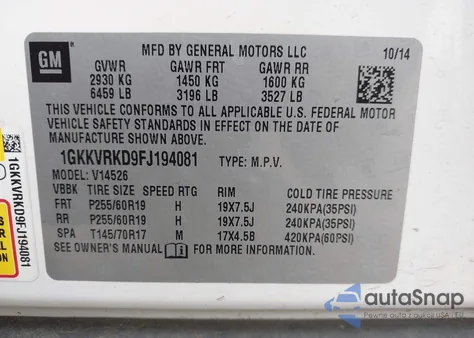 GM
MFD BY GENERAL MOTORS LLC 10/14
GVWR GAWR FRT GAWR RR
2930 KG 1450 KG 1600 KG
6459 LB 3196 LB 3527 LB
THIS VEHICLE CONFORMS TO ALL APPLICABLE U.S. FEDERAL MOTOR
VEHICLE SAFETY STANDARDS IN EFFECT ON THE DATE OF
MANUFACTURE SHOWN ABOVE.
1GKKVRKD9FJ194081 TYPE: M.P.V.
MODEL: V14526
VBBK TIRE SIZE SPEED RTG RIM COLD TIRE PRESSURE
FRT P255/60R19 H 19X7.5J 240KPA(35PSI)
RR P255/60R19 H 19X7.5J 240KPA(35PSI)
SPA T145/70R17 M 17X4.5B 420KPA(60PSI)
SEE OWNER'S MANUAL FOR MORE INFORMATION.
1GKKVRKD9FJ194081
autoSnap
Pewne auto z USA i EU